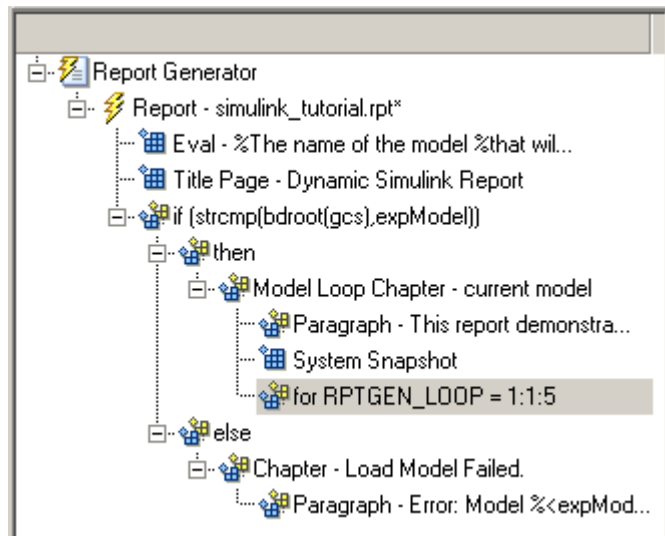 Report Generator
Report - simulink_tutorial.rpt*
Eval - %The name of the model %that wil...
Title Page - Dynamic Simulink Report
if (strcmp(bdroot(gcs),expModel))
then
Model Loop Chapter - current model
Paragraph - This report demonstra...
System Snapshot
for RPTGEN_LOOP = 1:1:5
else
Chapter - Load Model Failed.
Paragraph - Error: Model %<expMod...